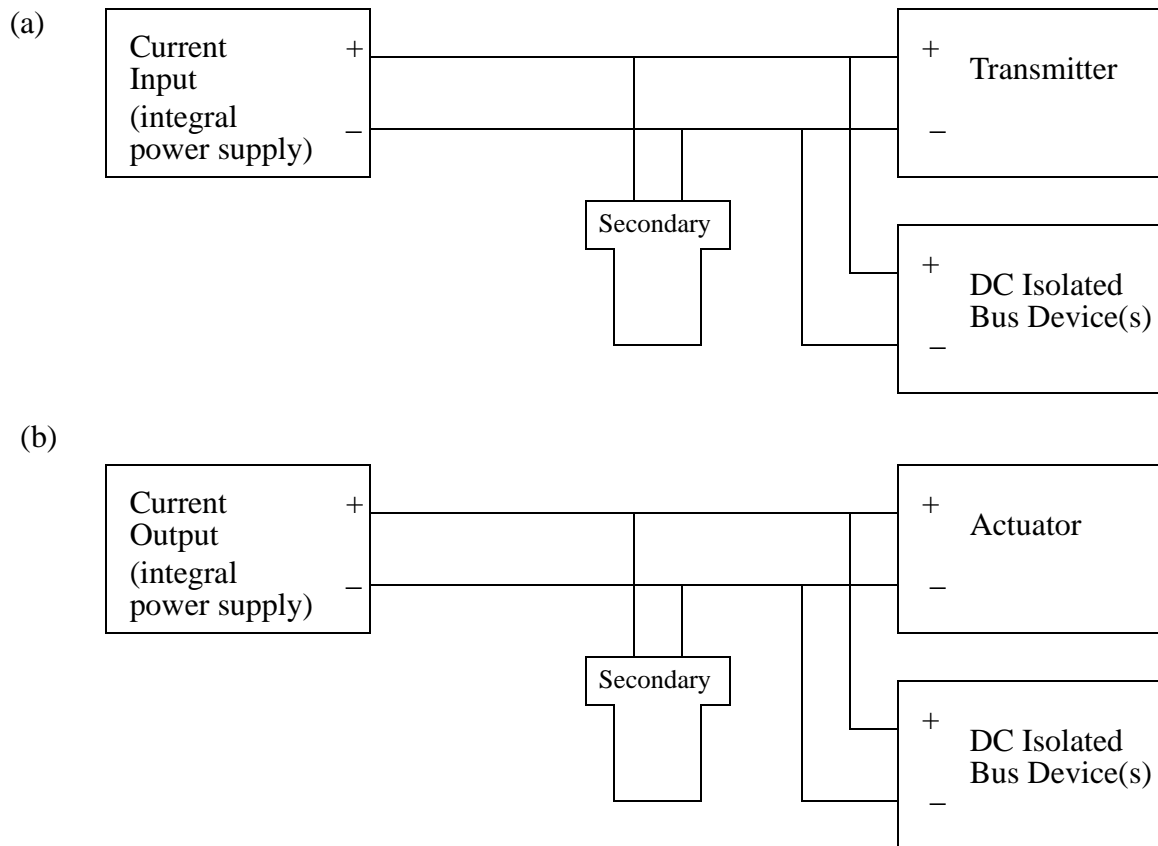 (a)
Current
Input
(integral
power supply)
+
−
+
Transmitter
−
Secondary
+
DC Isolated
Bus Device(s)
−
(b)
Current
Output
(integral
power supply)
+
−
+
Actuator
−
Secondary
+
DC Isolated
Bus Device(s)
−